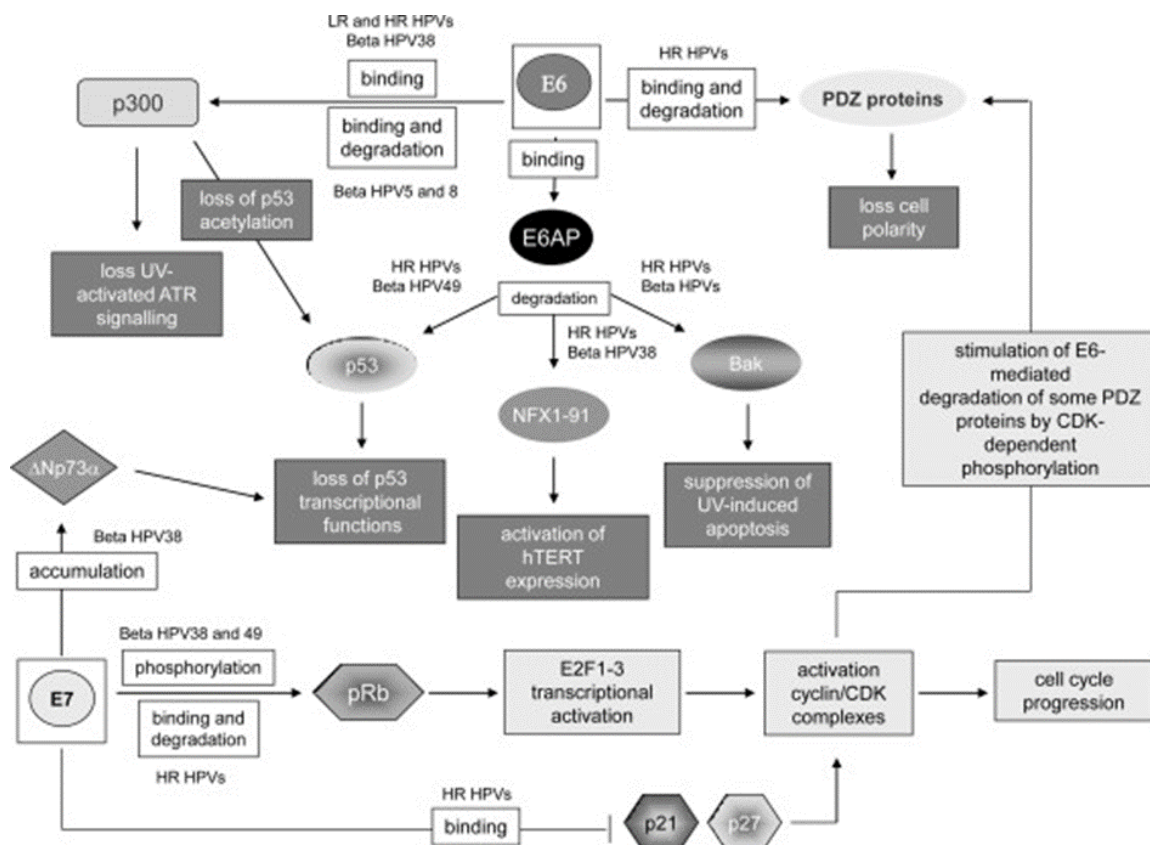 LR and HR HPVs
Beta HPV38
binding
E6
HR HPVs
binding and
degradation
PDZ proteins
p300
binding and
degradation
binding
Beta HPV5 and 8
loss of p53
acetylation
loss cell
polarity
E6AP
loss UV-
activated ATR
signalling
HR HPVs
Beta HPV49
degradation
HR HPVs
Beta HPVs
HR HPVs
Beta HPV38
p53
Bak
stimulation of E6-
mediated
degradation of some PDZ
proteins by CDK-
dependent
phosphorylation
NFX1-91
ΔNp73α
loss of p53
transcriptional
functions
suppression of
UV-induced
apoptosis
activation of
hTERT
expression
Beta HPV38
accumulation
Beta HPV38 and 49
phosphorylation
E7
pRb
E2F1-3
transcriptional
activation
activation
cyclin/CDK
complexes
cell cycle
progression
binding and
degradation
HR HPVs
HR HPVs
binding
p21
p27